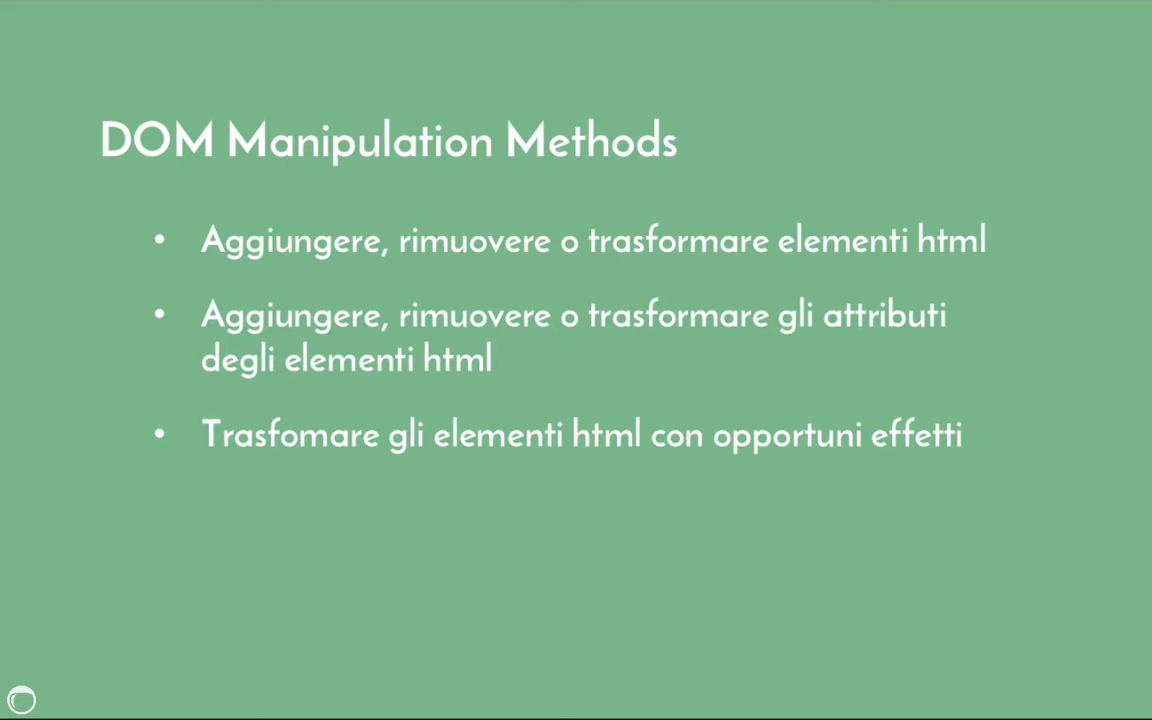 DOM Manipulation Methods
• Aggiungere, rimuovere o trasformare elementi html
• Aggiungere, rimuovere o trasformare gli attributi
degli elementi html
• Trasfomare gli elementi html con opportuni effetti